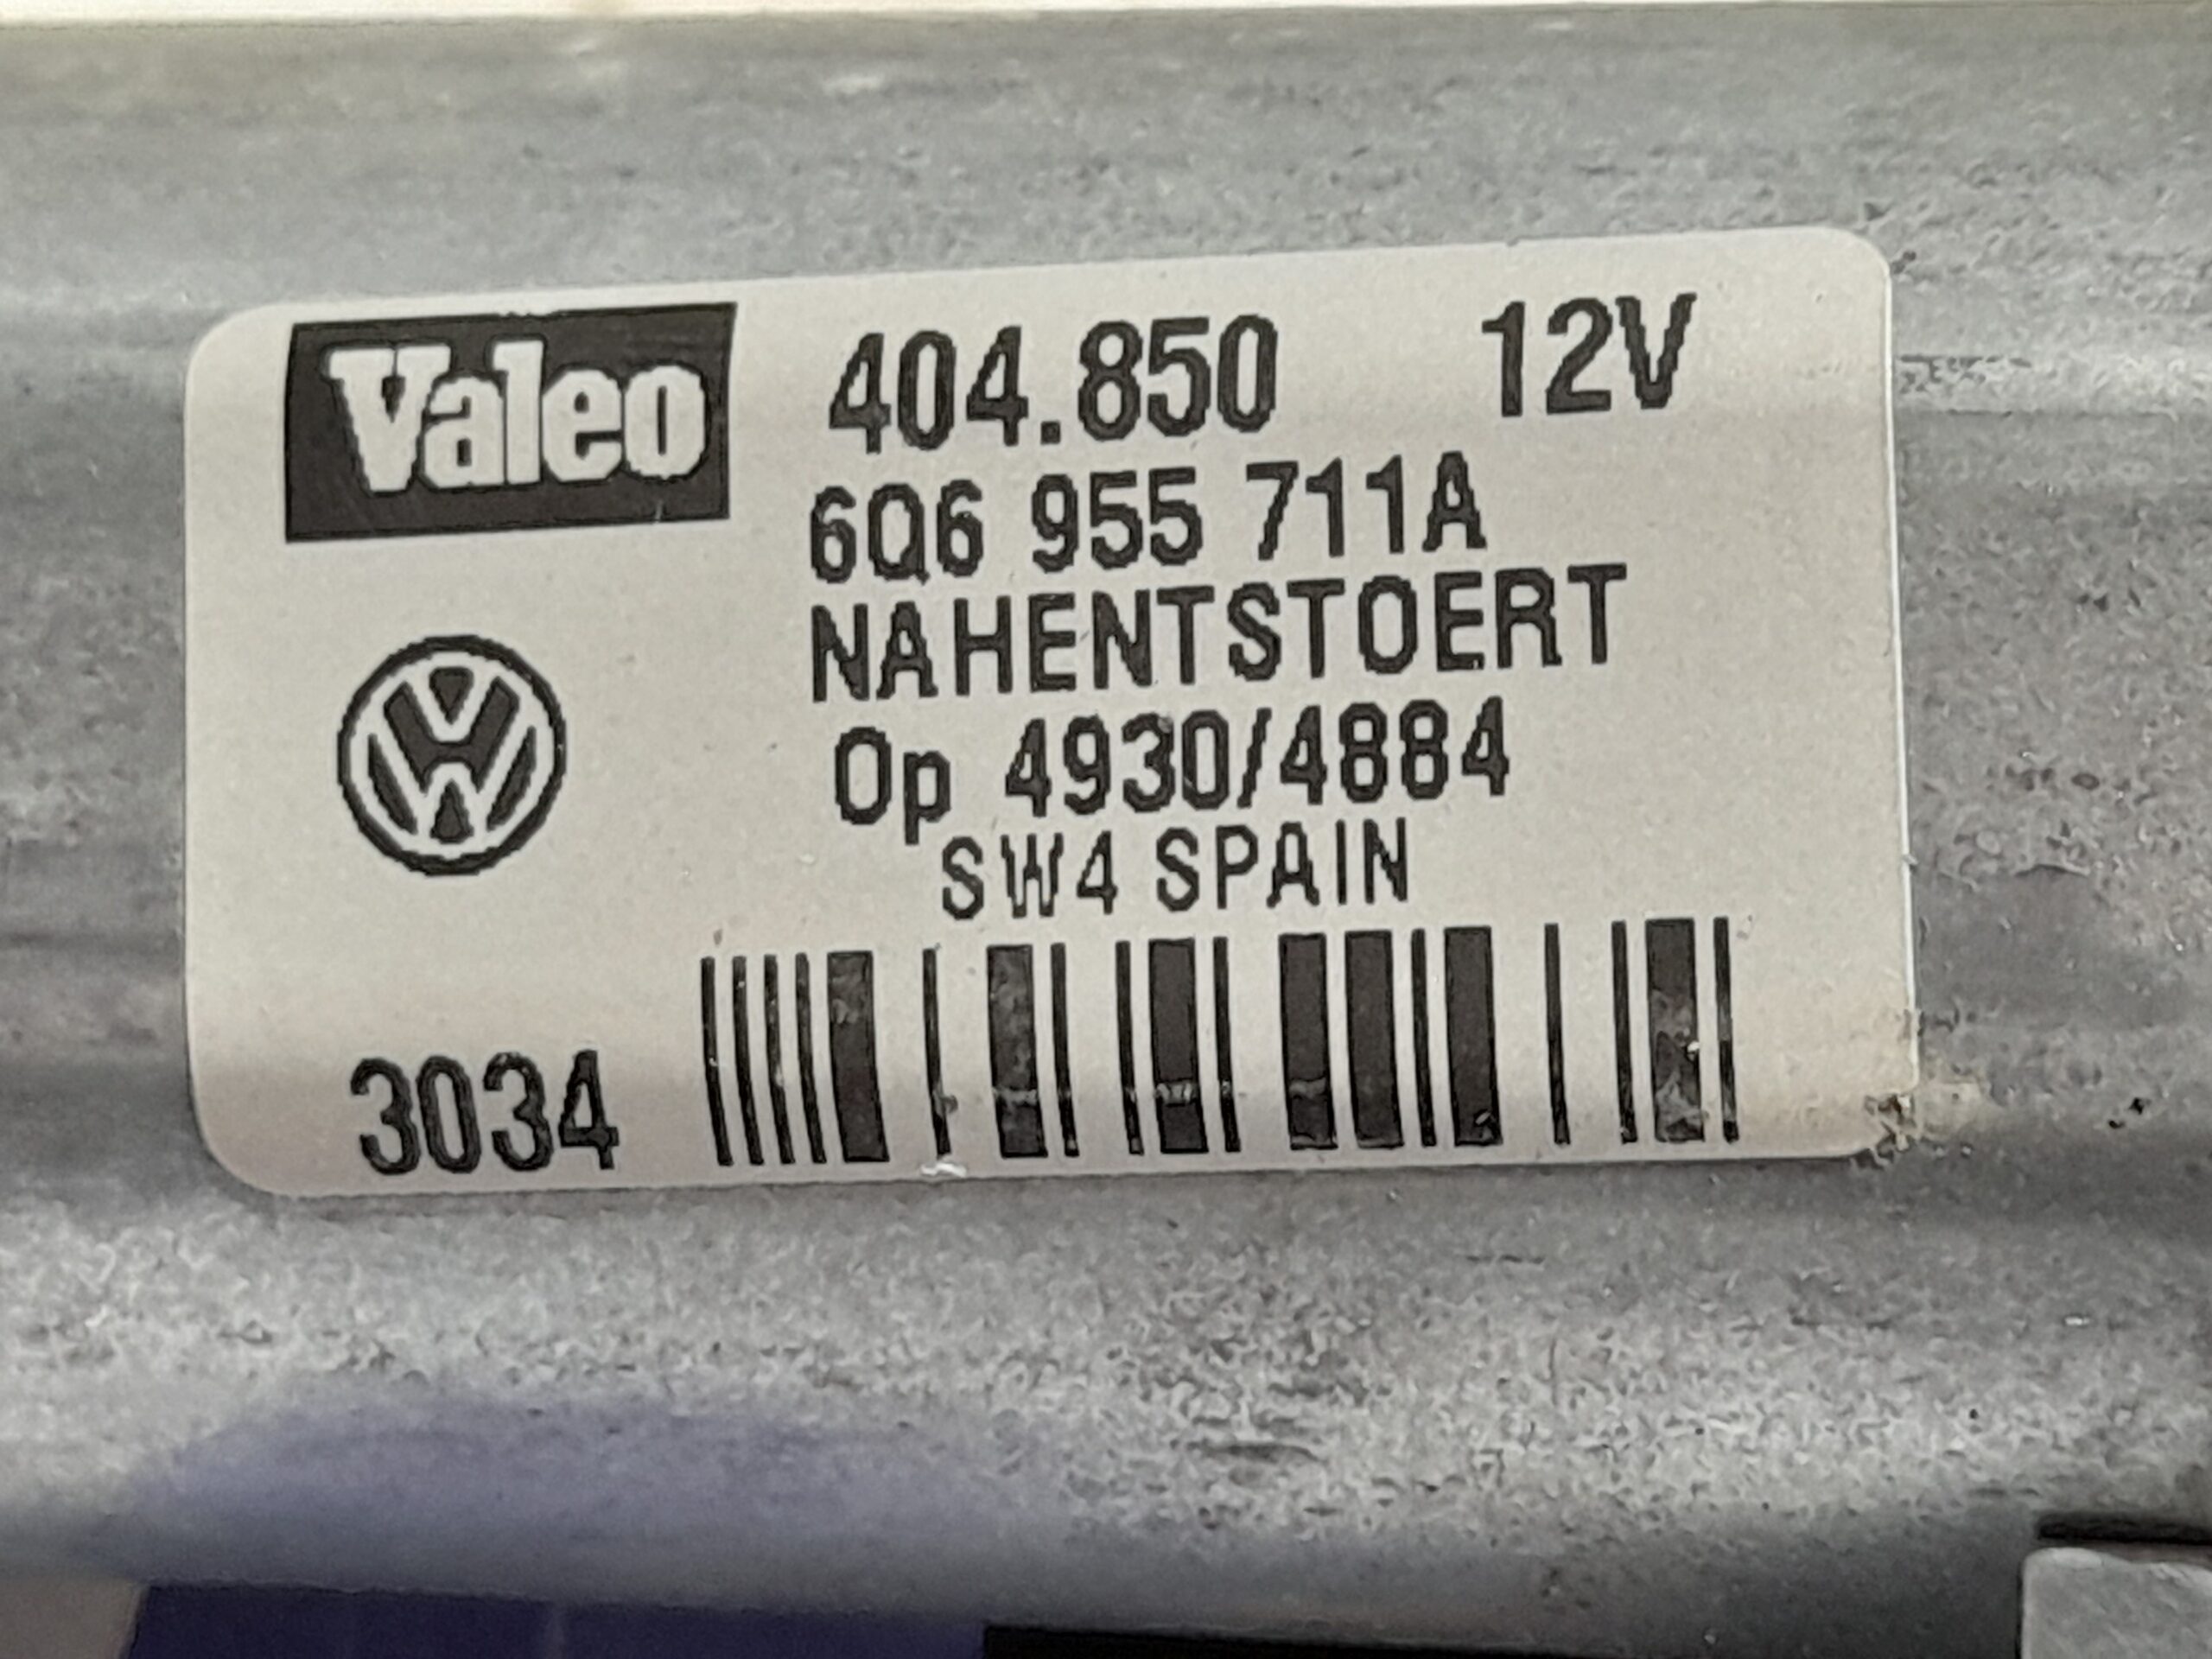 Valeo 404.850 12V
6Q6 955 711A
NAHENTSTOERT
Op 4930/4884
SW4 SPAIN
3034